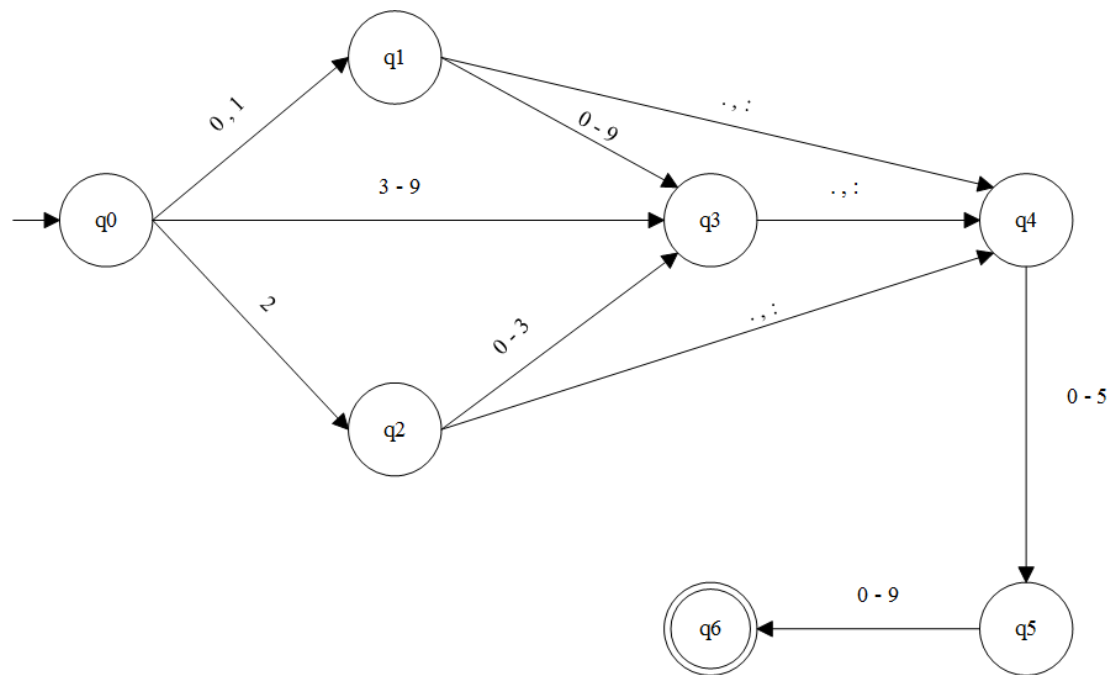 q1
0 , 1
. , :
0 - 9
3 - 9
. , :
q0
q3
q4
2
0 - 3
. , :
0 - 5
q2
0 - 9
q6
q5